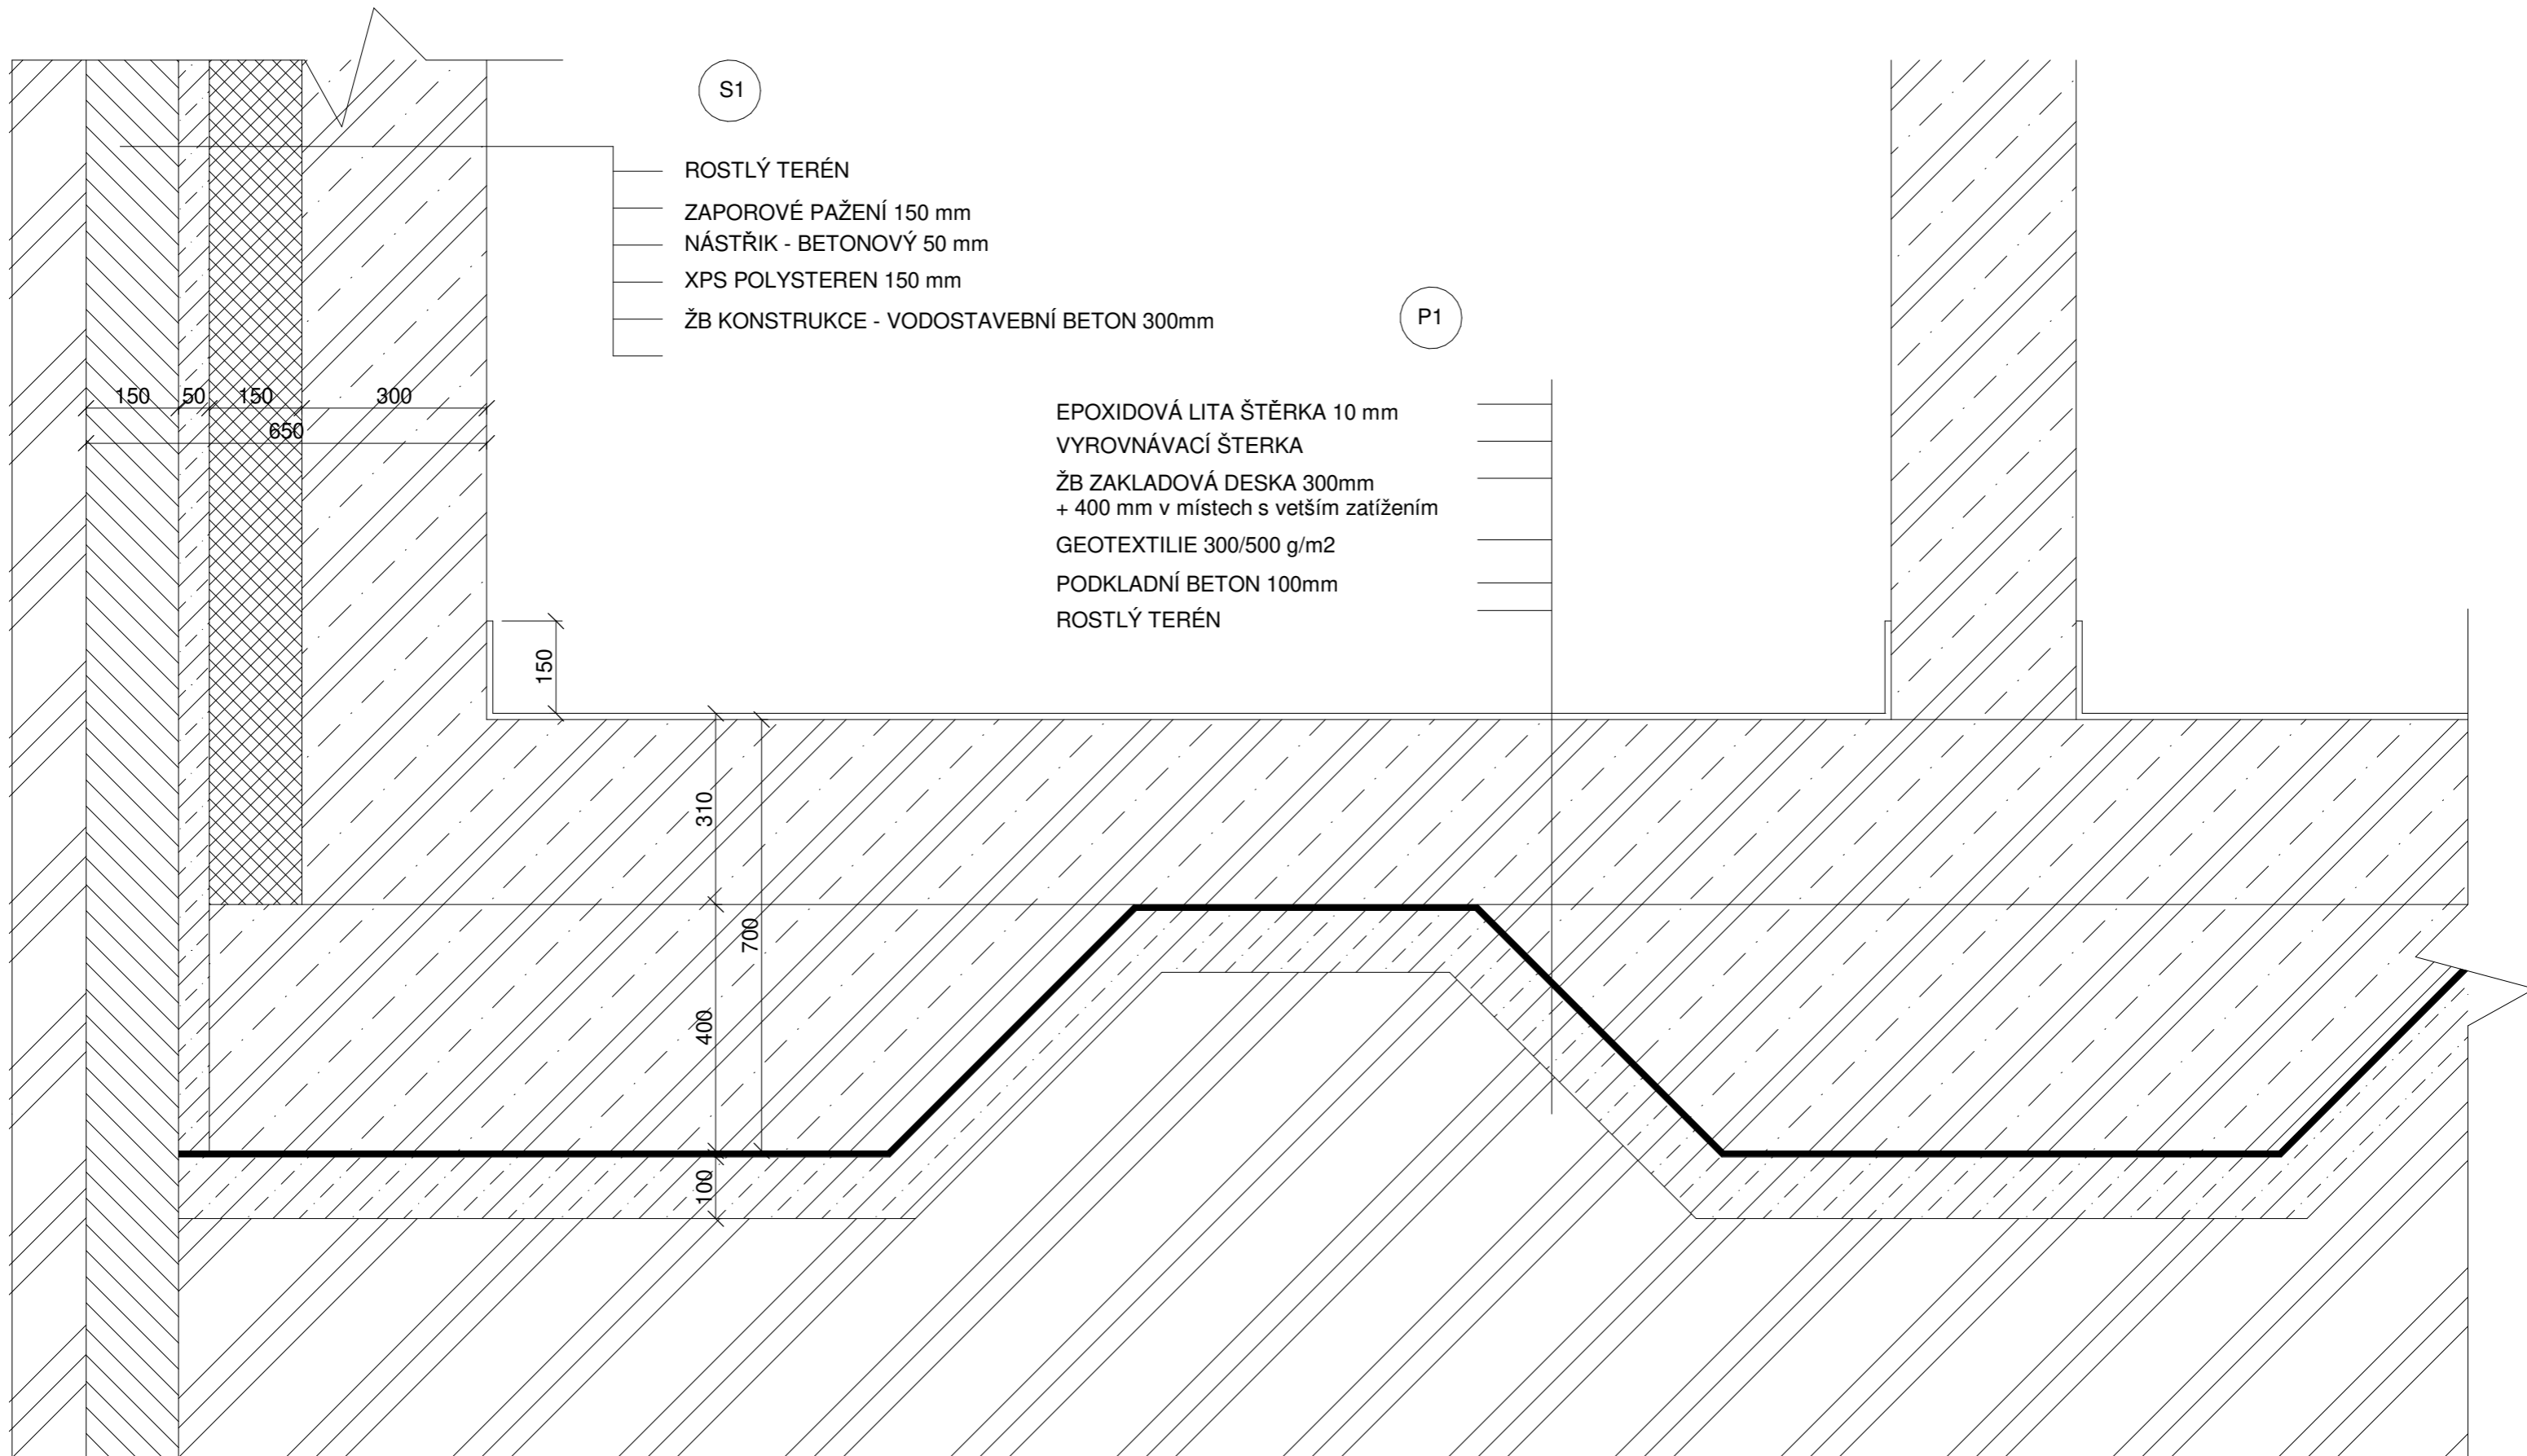 S1
ROSTLÝ TERÉN
ZAPOROVÉ PAŽENÍ 150 mm
NÁSTŘIK - BETONOVÝ 50 mm
XPS POLYSTEREN 150 mm
ŽB KONSTRUKCE - VODOSTAVEBNÍ BETON 300mm
P1
150 50 150 300
650
EPOXIDOVÁ LITA ŠTĚRKA 10 mm
VYROVNÁVACÍ ŠTERKA
ŽB ZAKLADOVÁ DESKA 300mm
+ 400 mm v místech s vetším zatížením
GEOTEXTILIE 300/500 g/m2
PODKLADNÍ BETON 100mm
ROSTLÝ TERÉN
150
310
700
400
100